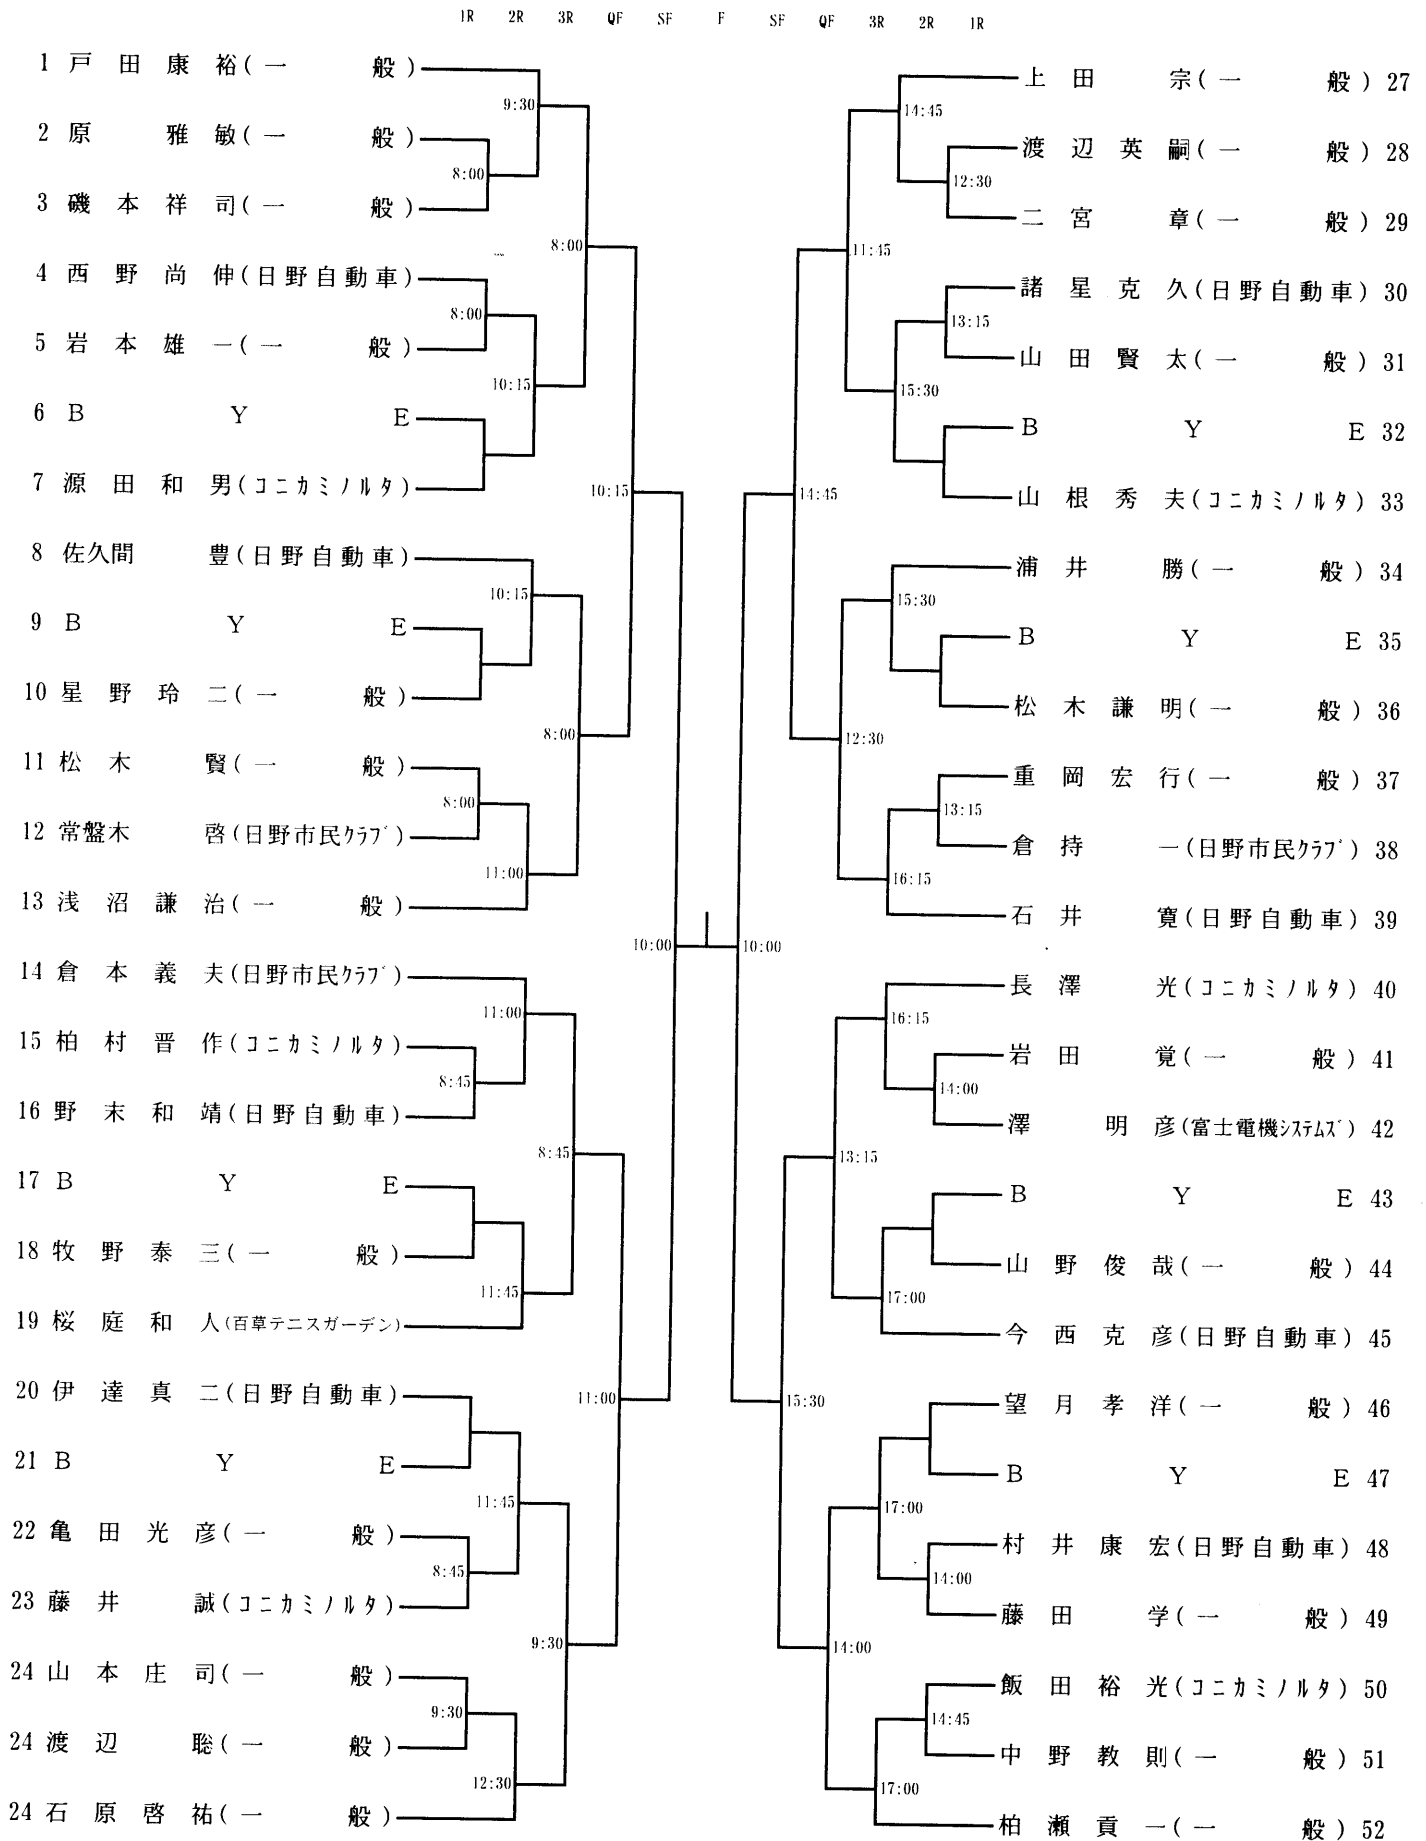 1R 2R 3R QF SF F SF QF 3R 2R 1R
1 戸田康裕(一般)
9:30
2 原雅敏(一般)
8:00
3 磯本祥司(一般)
8:00
4 西野尚伸(日野自動車)
8:00
5 岩本雄一(一般)
10:15
6 BYE
7 源田和男(コニカミノルタ)
10:15
8 佐久間豊(日野自動車)
10:15
9 BYE
10 星野玲二(一般)
8:00
11 松木賢(一般)
8:00
12 常盤木啓(日野市民クラブ)
11:00
13 浅沼謙治(一般)
10:00
14 倉本義夫(日野市民クラブ)
11:00
15 柏村晋作(コニカミノルタ)
8:45
16 野末和靖(日野自動車)
8:45
17 BYE
18 牧野泰三(一般)
11:45
19 桜庭和人(百草テニスガーデン)
20 伊達真二(日野自動車)
11:00
21 BYE
11:45
22 亀田光彦(一般)
8:45
23 藤井誠(コニカミノルタ)
9:30
24 山本庄司(一般)
9:30
24 渡辺聡(一般)
12:30
24 石原啓祐(一般)
上田宗(一般) 27
14:45
渡辺英嗣(一般) 28
12:30
二宮章(一般) 29
11:45
諸星克久(日野自動車) 30
13:15
山田賢太(一般) 31
15:30
BYE 32
14:45
山根秀夫(コニカミノルタ) 33
浦井勝(一般) 34
15:30
BYE 35
松木謙明(一般) 36
12:30
重岡宏行(一般) 37
13:15
倉持一(日野市民クラブ) 38
16:15
石井寛(日野自動車) 39
10:00
長澤光(コニカミノルタ) 40
16:15
岩田覚(一般) 41
14:00
澤明彦(富士電機システムズ) 42
13:15
BYE 43
山野俊哉(一般) 44
17:00
今西克彦(日野自動車) 45
15:30
望月孝洋(一般) 46
BYE 47
17:00
村井康宏(日野自動車) 48
14:00
藤田学(一般) 49
14:00
飯田裕光(コニカミノルタ) 50
14:45
中野教則(一般) 51
17:00
柏瀬貢一(一般) 52